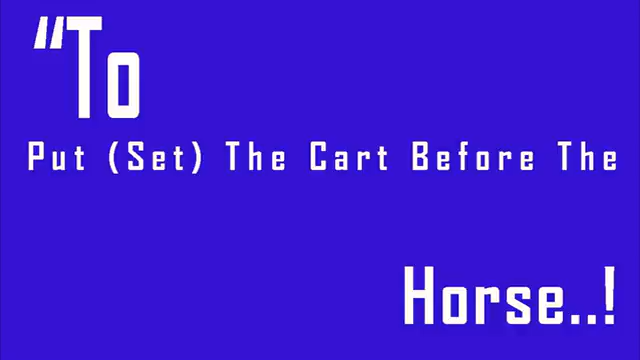 “To
Put (Set) The Cart Before The
Horse..!